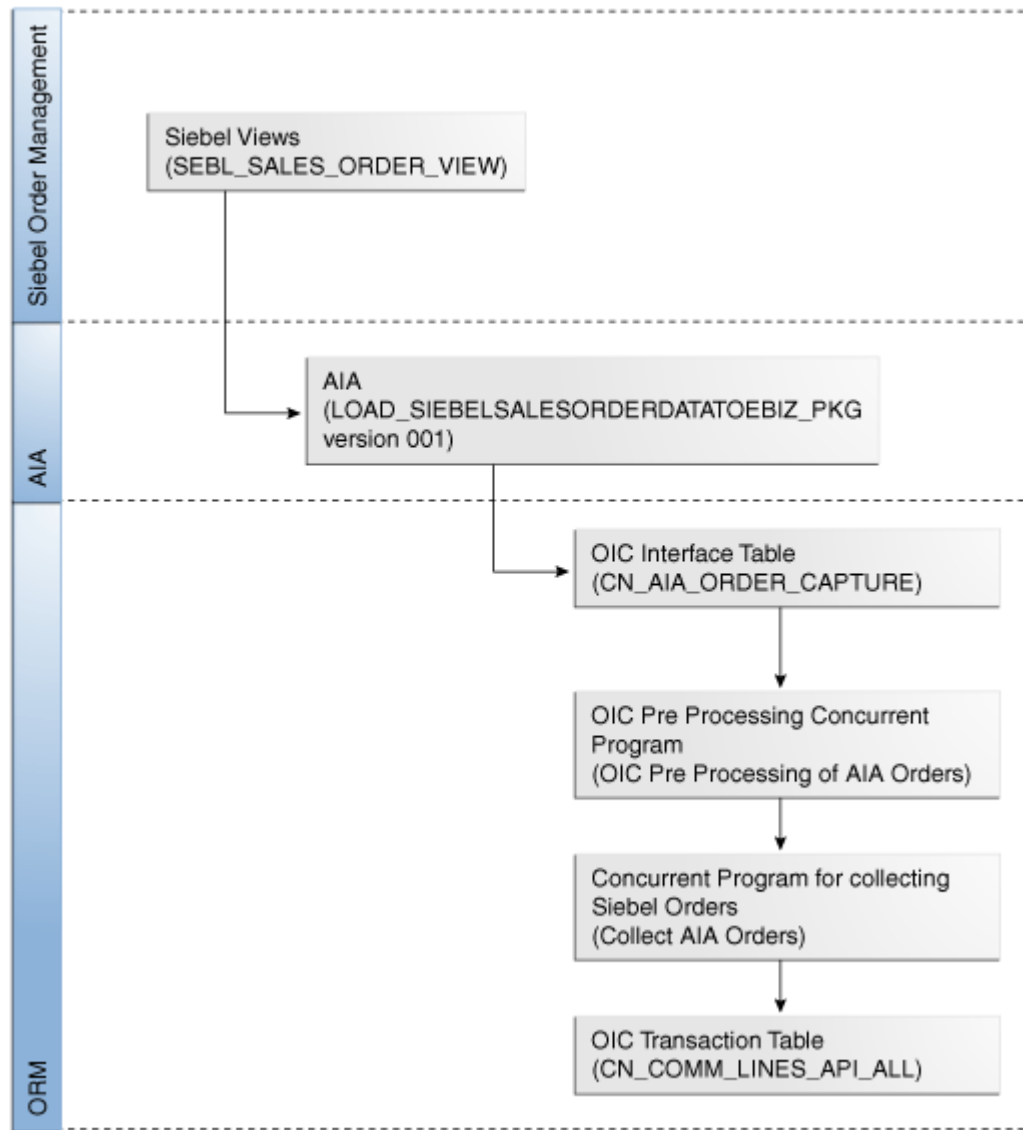 Siebel Order Management
Siebel Views
(SEBL_SALES_ORDER_VIEW)
AIA
AIA
(LOAD_SIEBELSALESORDERDATATOEBIZ_PKG
version 001)
ORM
OIC Interface Table
(CN_AIA_ORDER_CAPTURE)
OIC Pre Processing Concurrent
Program
(OIC Pre Processing of AIA Orders)
Concurrent Program for collecting
Siebel Orders
(Collect AIA Orders)
OIC Transaction Table
(CN_COMM_LINES_API_ALL)